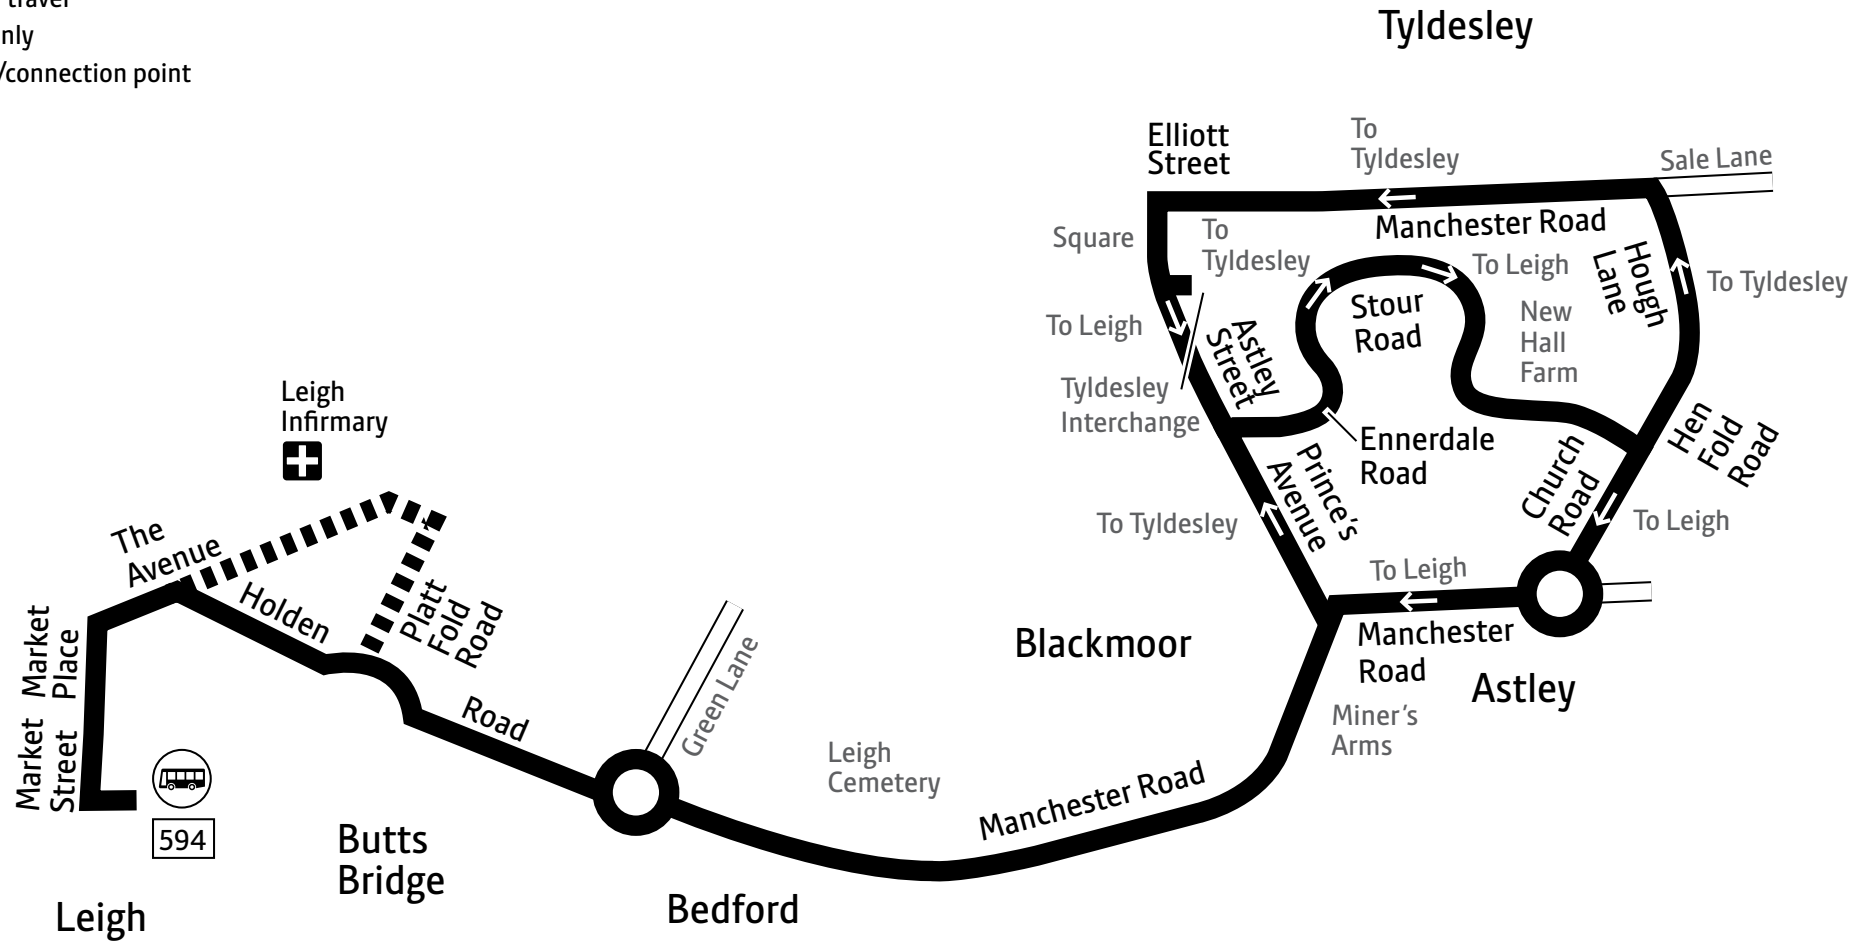 travel
nly
/connection point
Tyldesley
Elliott
Street
To
Tyldesley
Sale Lane
Square
To
Tyldesley
Manchester Road
To Leigh
Hough
Lane
To Tyldesley
To Leigh
Astley
Street
Stour
Road
New
Hall
Farm
Tyldesley
Interchange
Ennerdale
Road
Hen
Fold
Road
Church
Road
Prince's
Avenue
To Tyldesley
To Leigh
To Leigh
Leigh
Infirmary
The
Avenue
Holden
Platt
Fold
Road
Market
Place
Market
Street
Road
Green Lane
Blackmoor
Manchester
Road
Astley
Miner's
Arms
Leigh
Cemetery
Manchester Road
594
Butts
Bridge
Bedford
Leigh